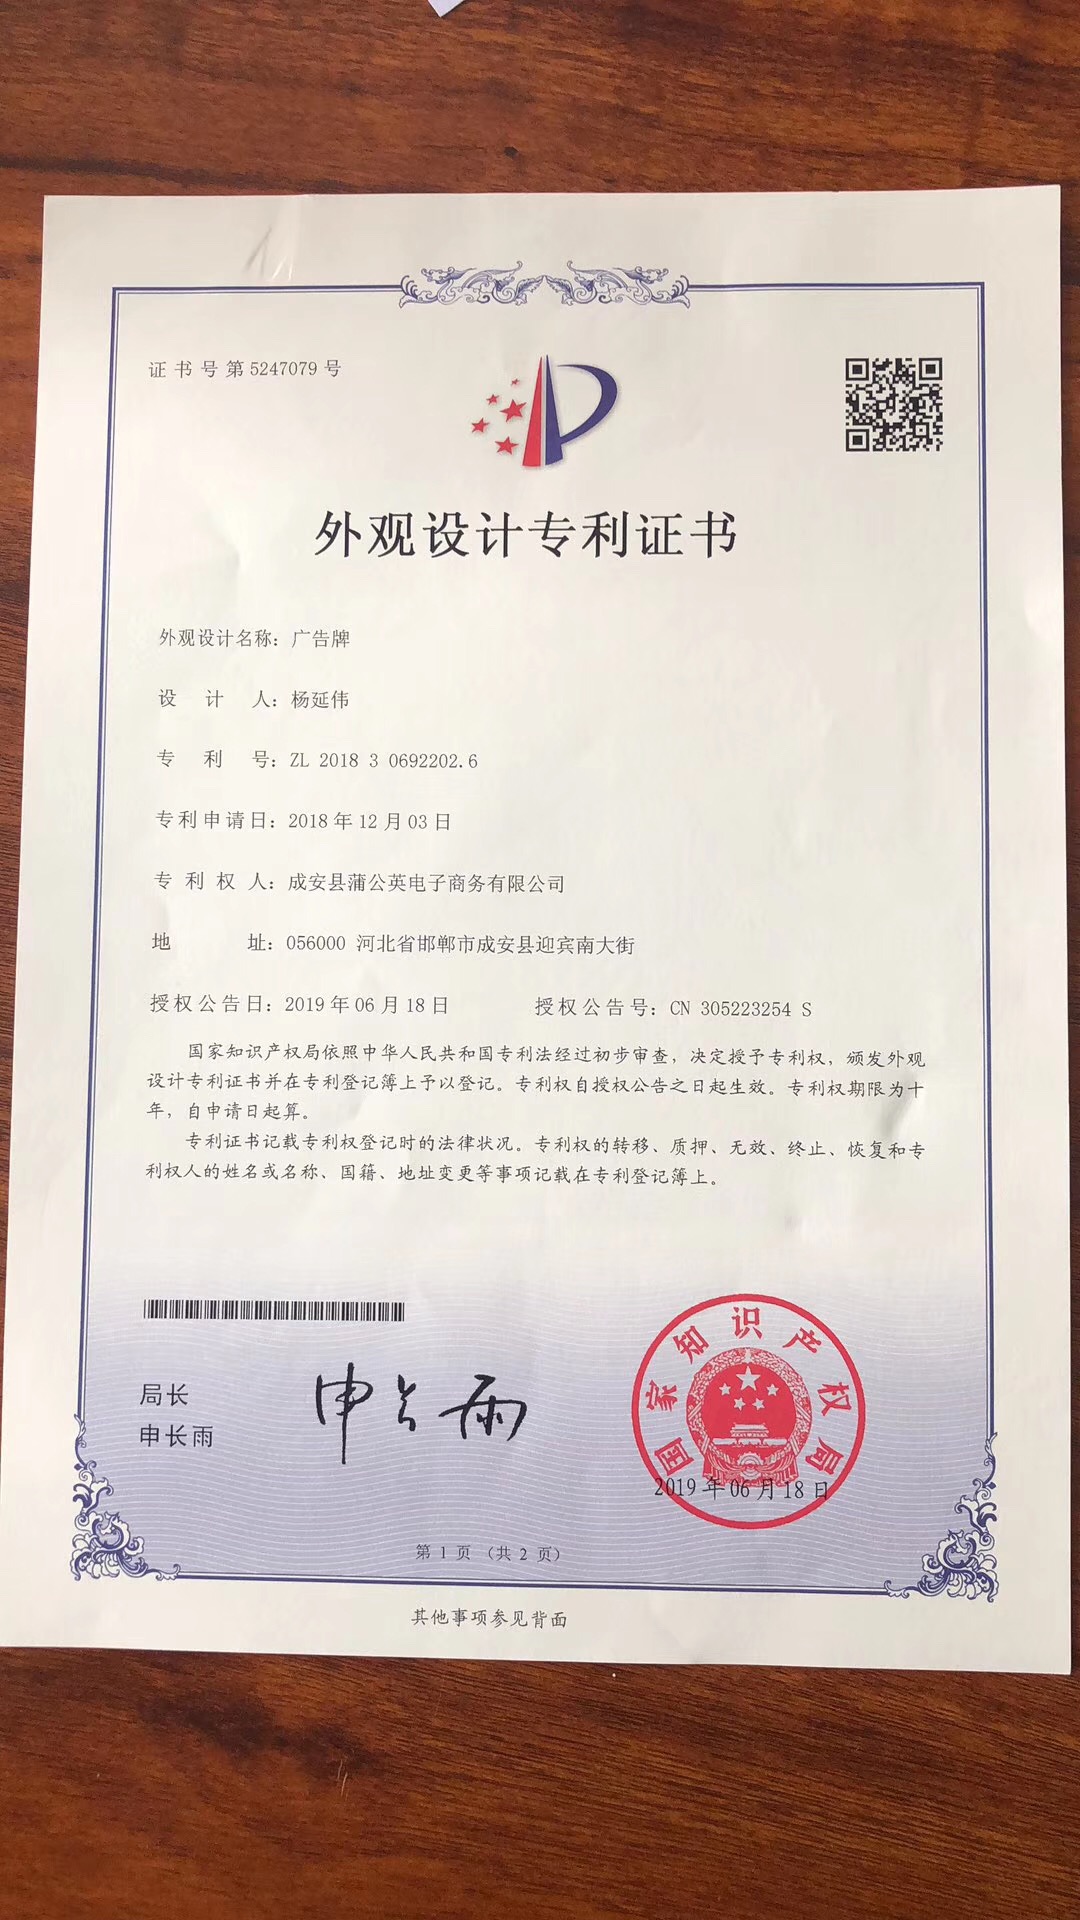 证书号第5247079号
外观设计专利证书
外观设计名称：广告牌
设计人：杨延伟
专利号：ZL 2018 3 0692202.6
专利申请日：2018年12月03日
专利权人：成安县蒲公英电子商务有限公司
地址：056000 河北省邯郸市成安县迎宾南大街
授权公告日：2019年06月18日 授权公告号：CN 305223254 S
国家知识产权局依照中华人民共和国专利法经过初步审查，决定授予专利权，颁发外观
设计专利证书并在专利登记簿上予以登记。专利权自授权公告之日起生效。专利权期限为十
年，自申请日起算。
专利证书记载专利权登记时的法律状况。专利权的转移、质押、无效、终止、恢复和专
利权人的姓名或名称、国籍、地址变更等事项记载在专利登记簿上。
局长
申长雨
申长雨
国家知识产权局
2019年06月18日
第 1 页 （共 2 页）
其他事项参见背面